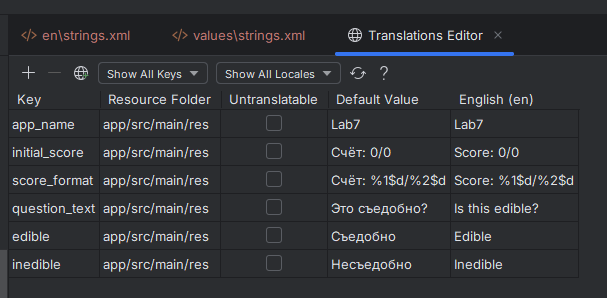 </> en\strings.xml </> values\strings.xml Translations Editor ×
+ − Show All Keys Show All Locales ?
Key Resource Folder Untranslatable Default Value English (en)
app_name app/src/main/res Lab7 Lab7
initial_score app/src/main/res Счёт: 0/0 Score: 0/0
score_format app/src/main/res Счёт: %1$d/%2$d Score: %1$d/%2$d
question_text app/src/main/res Это съедобно? Is this edible?
edible app/src/main/res Съедобно Edible
inedible app/src/main/res Несъедобно Inedible